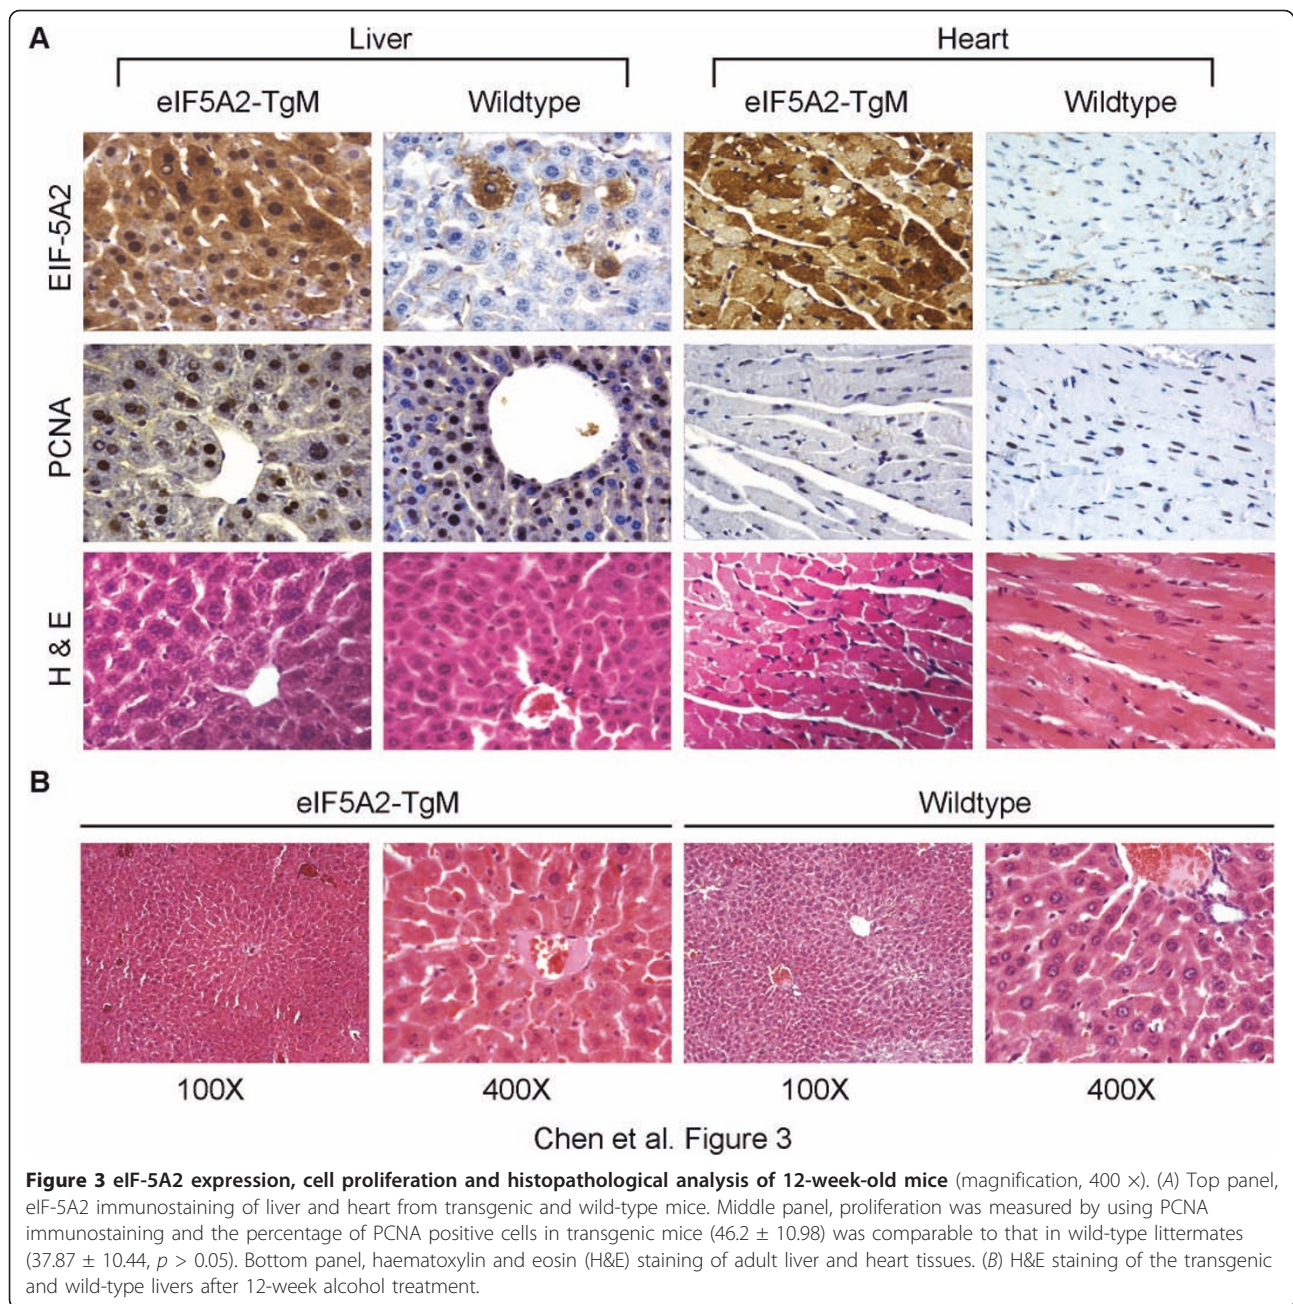 A
Liver
Heart
eIF5A2-TgM
Wildtype
eIF5A2-TgM
Wildtype
EIF-5A2
PCNA
H & E
B
eIF5A2-TgM
Wildtype
100X
400X
100X
400X
Chen et al. Figure 3
Figure 3 eIF-5A2 expression, cell proliferation and histopathological analysis of 12-week-old mice (magnification, 400 ×). (A) Top panel,
eIF-5A2 immunostaining of liver and heart from transgenic and wild-type mice. Middle panel, proliferation was measured by using PCNA
immunostaining and the percentage of PCNA positive cells in transgenic mice (46.2 ± 10.98) was comparable to that in wild-type littermates
(37.87 ± 10.44, p > 0.05). Bottom panel, haematoxylin and eosin (H&E) staining of adult liver and heart tissues. (B) H&E staining of the transgenic
and wild-type livers after 12-week alcohol treatment.